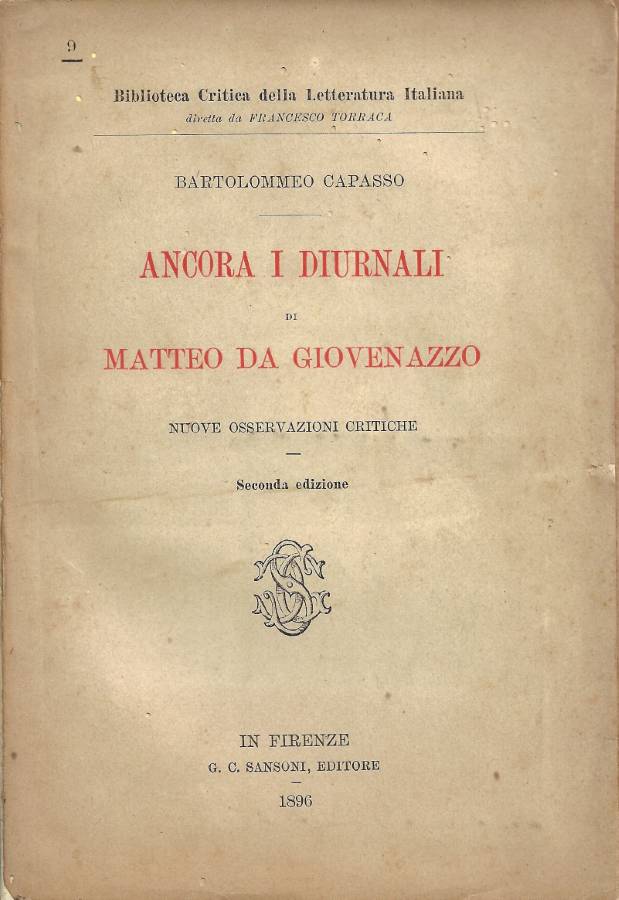 9
Biblioteca Critica della Letteratura Italiana
diretta da FRANCESCO TORRACA
BARTOLOMMEO CAPASSO
ANCORA I DIURNALI
DI
MATTEO DA GIOVENAZZO
NUOVE OSSERVAZIONI CRITICHE
Seconda edizione
IN FIRENZE
G. C. SANSONI, EDITORE
1896